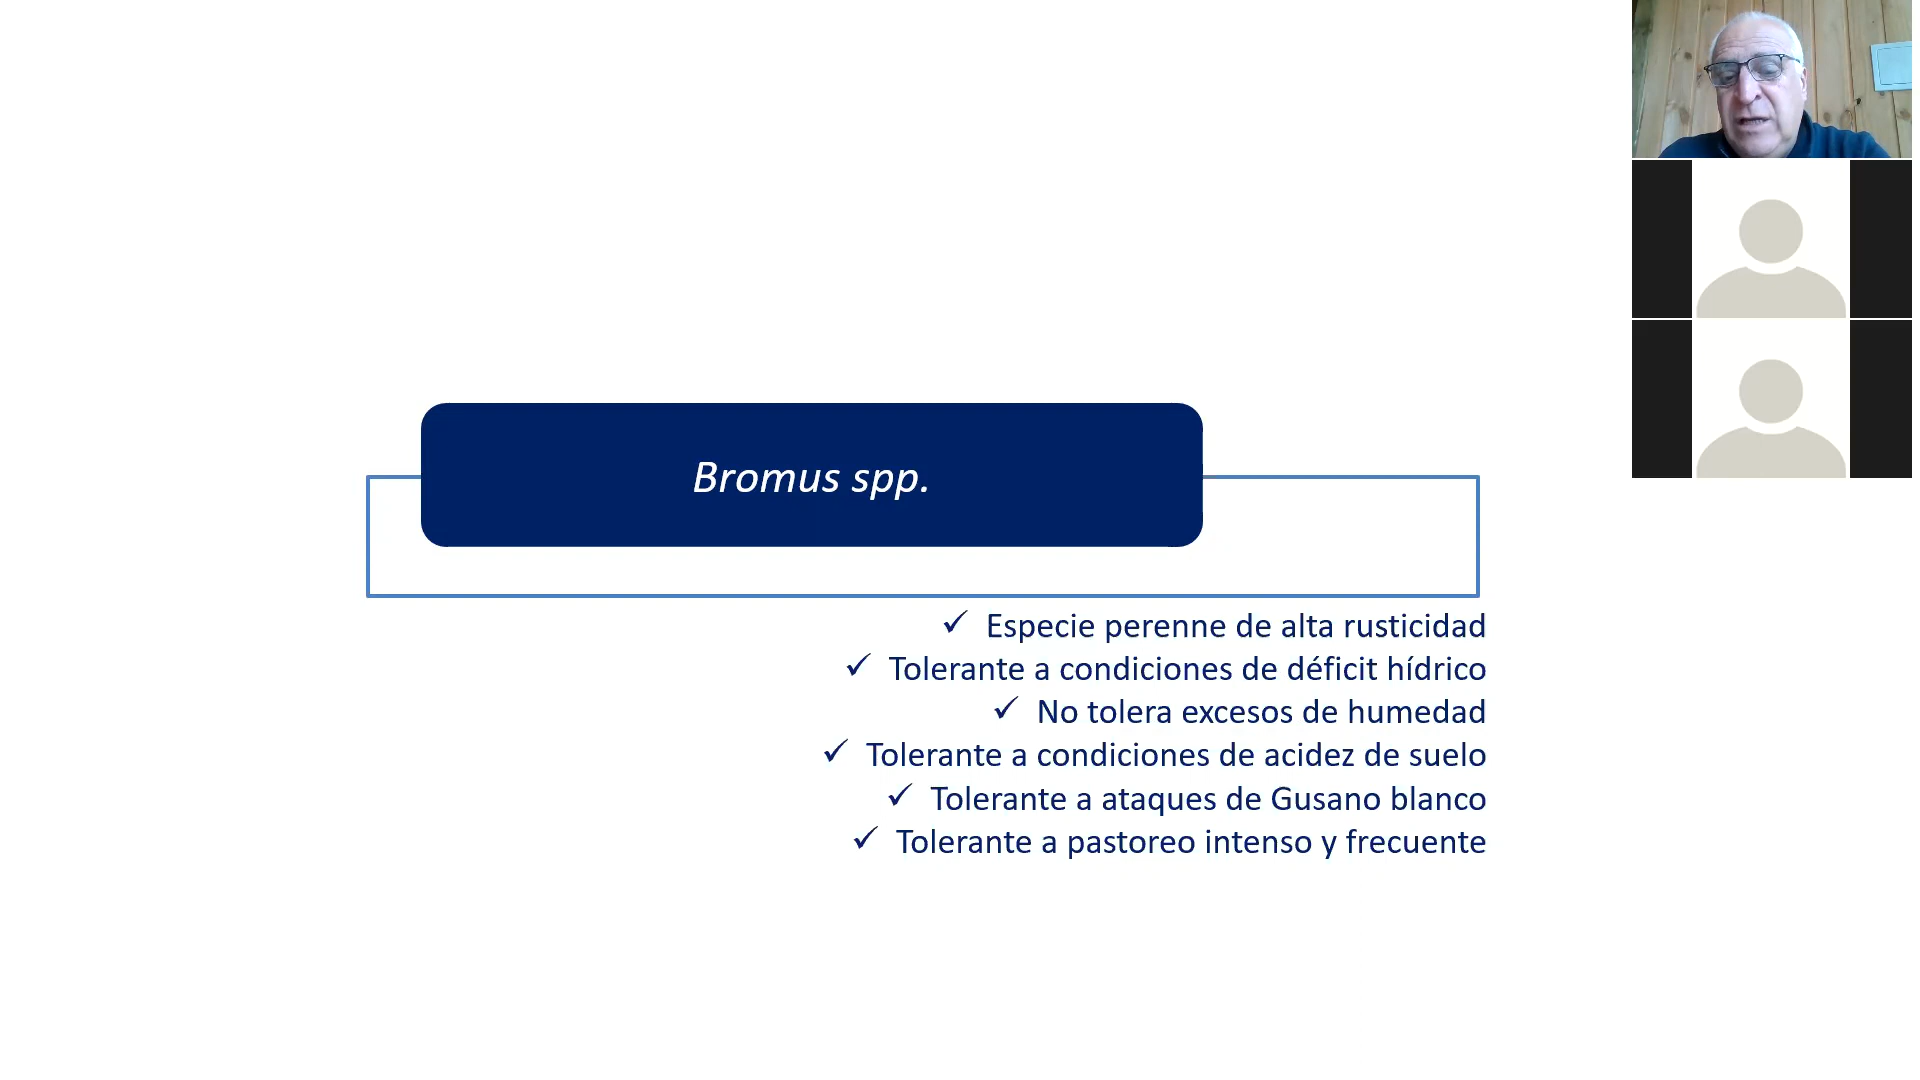 Bromus spp.
✓ Especie perenne de alta rusticidad
✓ Tolerante a condiciones de déficit hídrico
✓ No tolera excesos de humedad
✓ Tolerante a condiciones de acidez de suelo
✓ Tolerante a ataques de Gusano blanco
✓ Tolerante a pastoreo intenso y frecuente